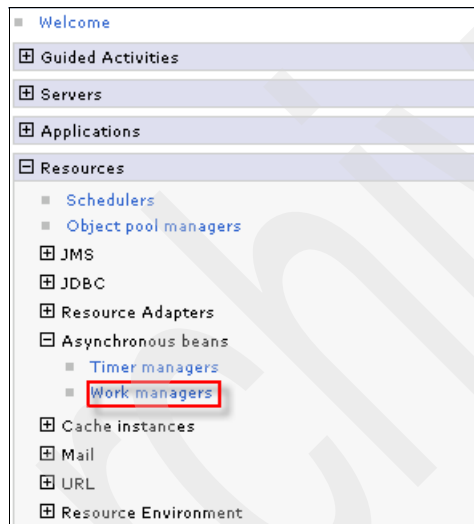 Welcome
Guided Activities
Servers
Applications
Resources
Schedulers
Object pool managers
JMS
JDBC
Resource Adapters
Asynchronous beans
Timer managers
Work managers
Cache instances
Mail
URL
Resource Environment